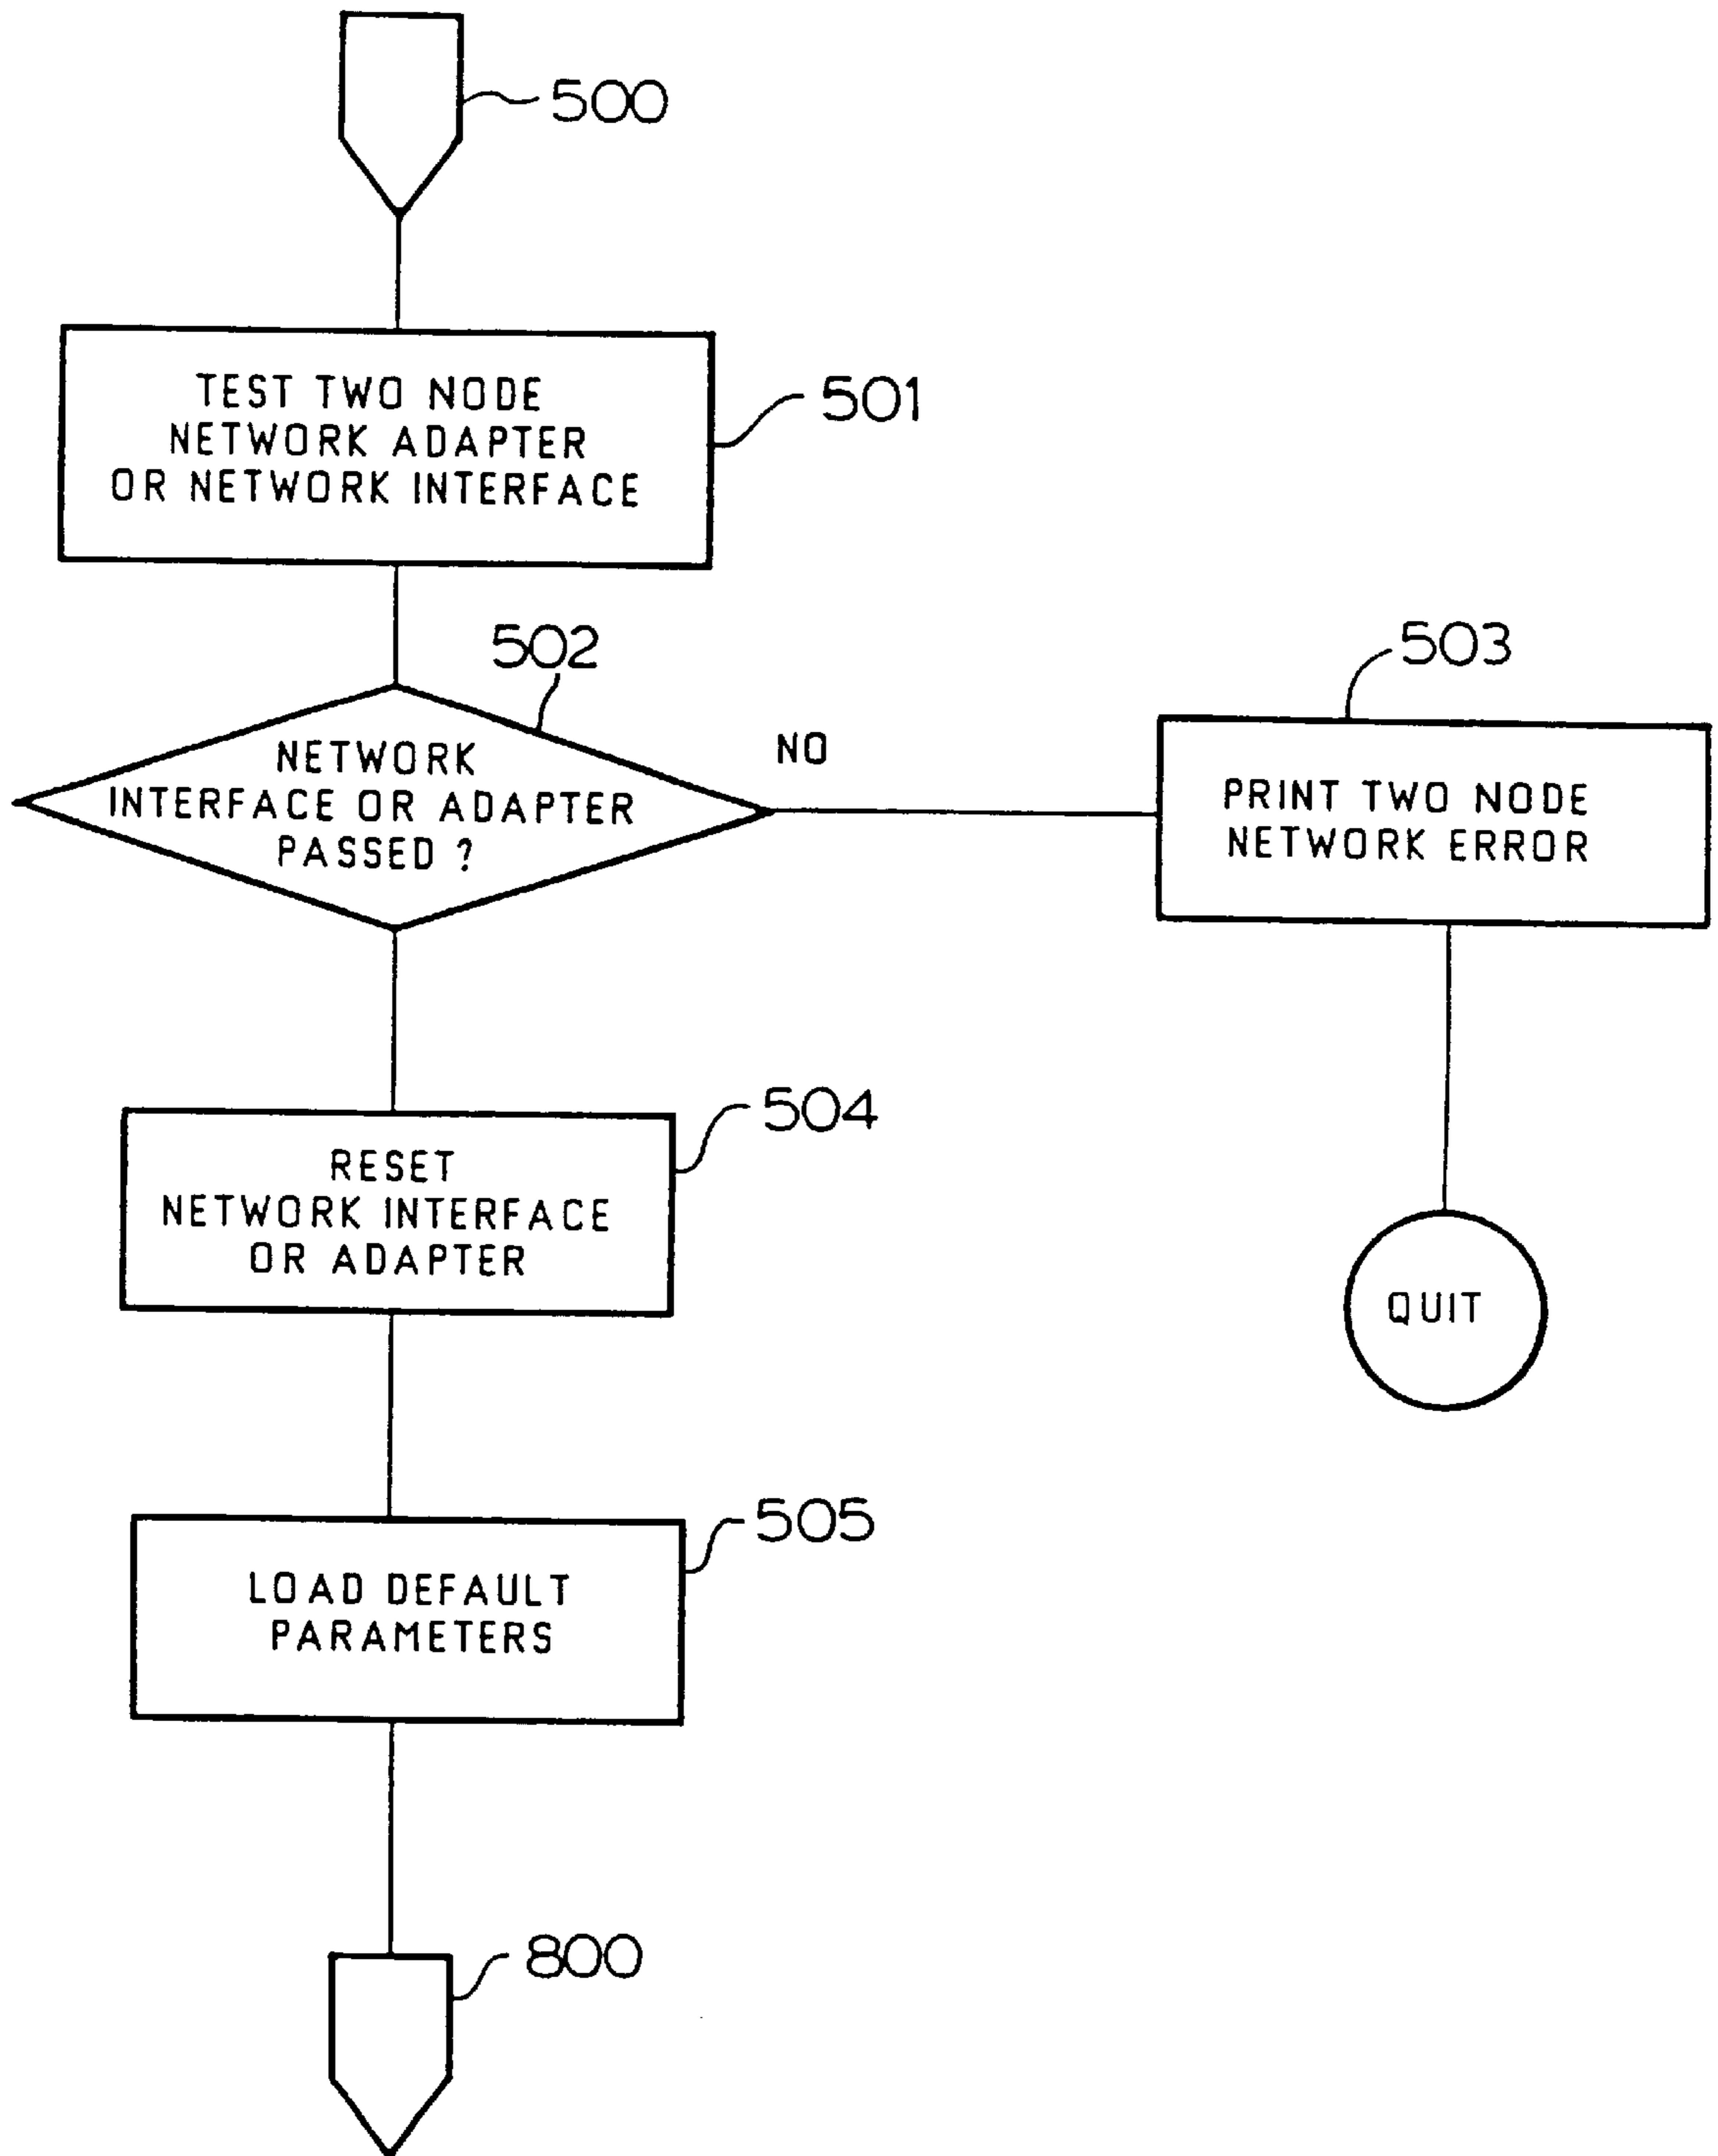 500
TEST TWO NODE
NETWORK ADAPTER
OR NETWORK INTERFACE
501
502
NETWORK
INTERFACE OR ADAPTER
PASSED ?
NO
503
PRINT TWO NODE
NETWORK ERROR
504
RESET
NETWORK INTERFACE
OR ADAPTER
QUIT
505
LOAD DEFAULT
PARAMETERS
800